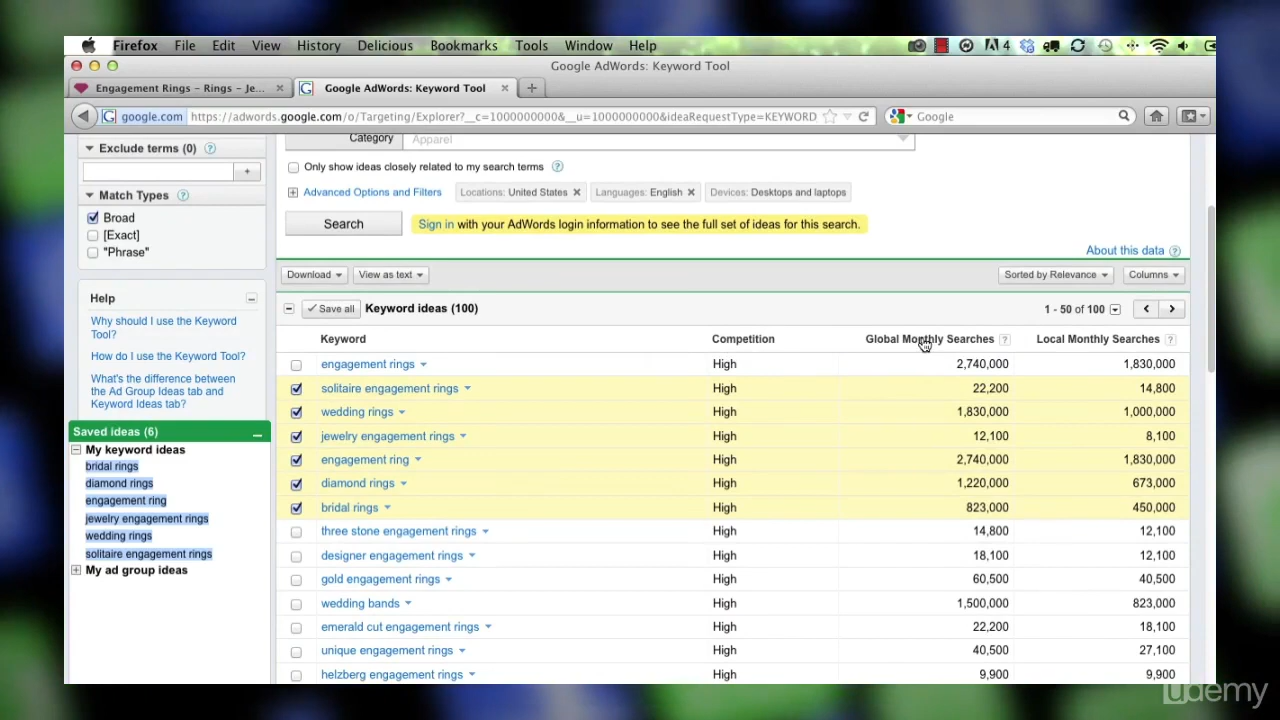 Firefox File Edit View History Delicious Bookmarks Tools Window Help 4
Google AdWords: Keyword Tool
Engagement Rings – Rings – Je... Google AdWords: Keyword Tool
google.com https://adwords.google.com/o/Targeting/Explorer?__c=1000000000&__u=1000000000&ideaRequestType=KEYWORD Google
Exclude terms (0)
Match Types
Broad
[Exact]
"Phrase"
Help
Why should I use the Keyword
Tool?
How do I use the Keyword Tool?
What's the difference between
the Ad Group Ideas tab and
Keyword Ideas tab?
Saved ideas (6)
My keyword ideas
bridal rings
diamond rings
engagement ring
jewelry engagement rings
wedding rings
solitaire engagement rings
My ad group ideas
Category Apparel
Only show ideas closely related to my search terms
Advanced Options and Filters Locations: United States Languages: English Devices: Desktops and laptops
Search Sign in with your AdWords login information to see the full set of ideas for this search.
About this data
Download View as text Sorted by Relevance Columns
Save all Keyword ideas (100) 1 - 50 of 100
Keyword Competition Global Monthly Searches Local Monthly Searches
engagement rings High 2,740,000 1,830,000
solitaire engagement rings High 22,200 14,800
wedding rings High 1,830,000 1,000,000
jewelry engagement rings High 12,100 8,100
engagement ring High 2,740,000 1,830,000
diamond rings High 1,220,000 673,000
bridal rings High 823,000 450,000
three stone engagement rings High 14,800 12,100
designer engagement rings High 18,100 12,100
gold engagement rings High 60,500 40,500
wedding bands High 1,500,000 823,000
emerald cut engagement rings High 22,200 18,100
unique engagement rings High 40,500 27,100
helzberg engagement rings High 9,900 9,900
udemy